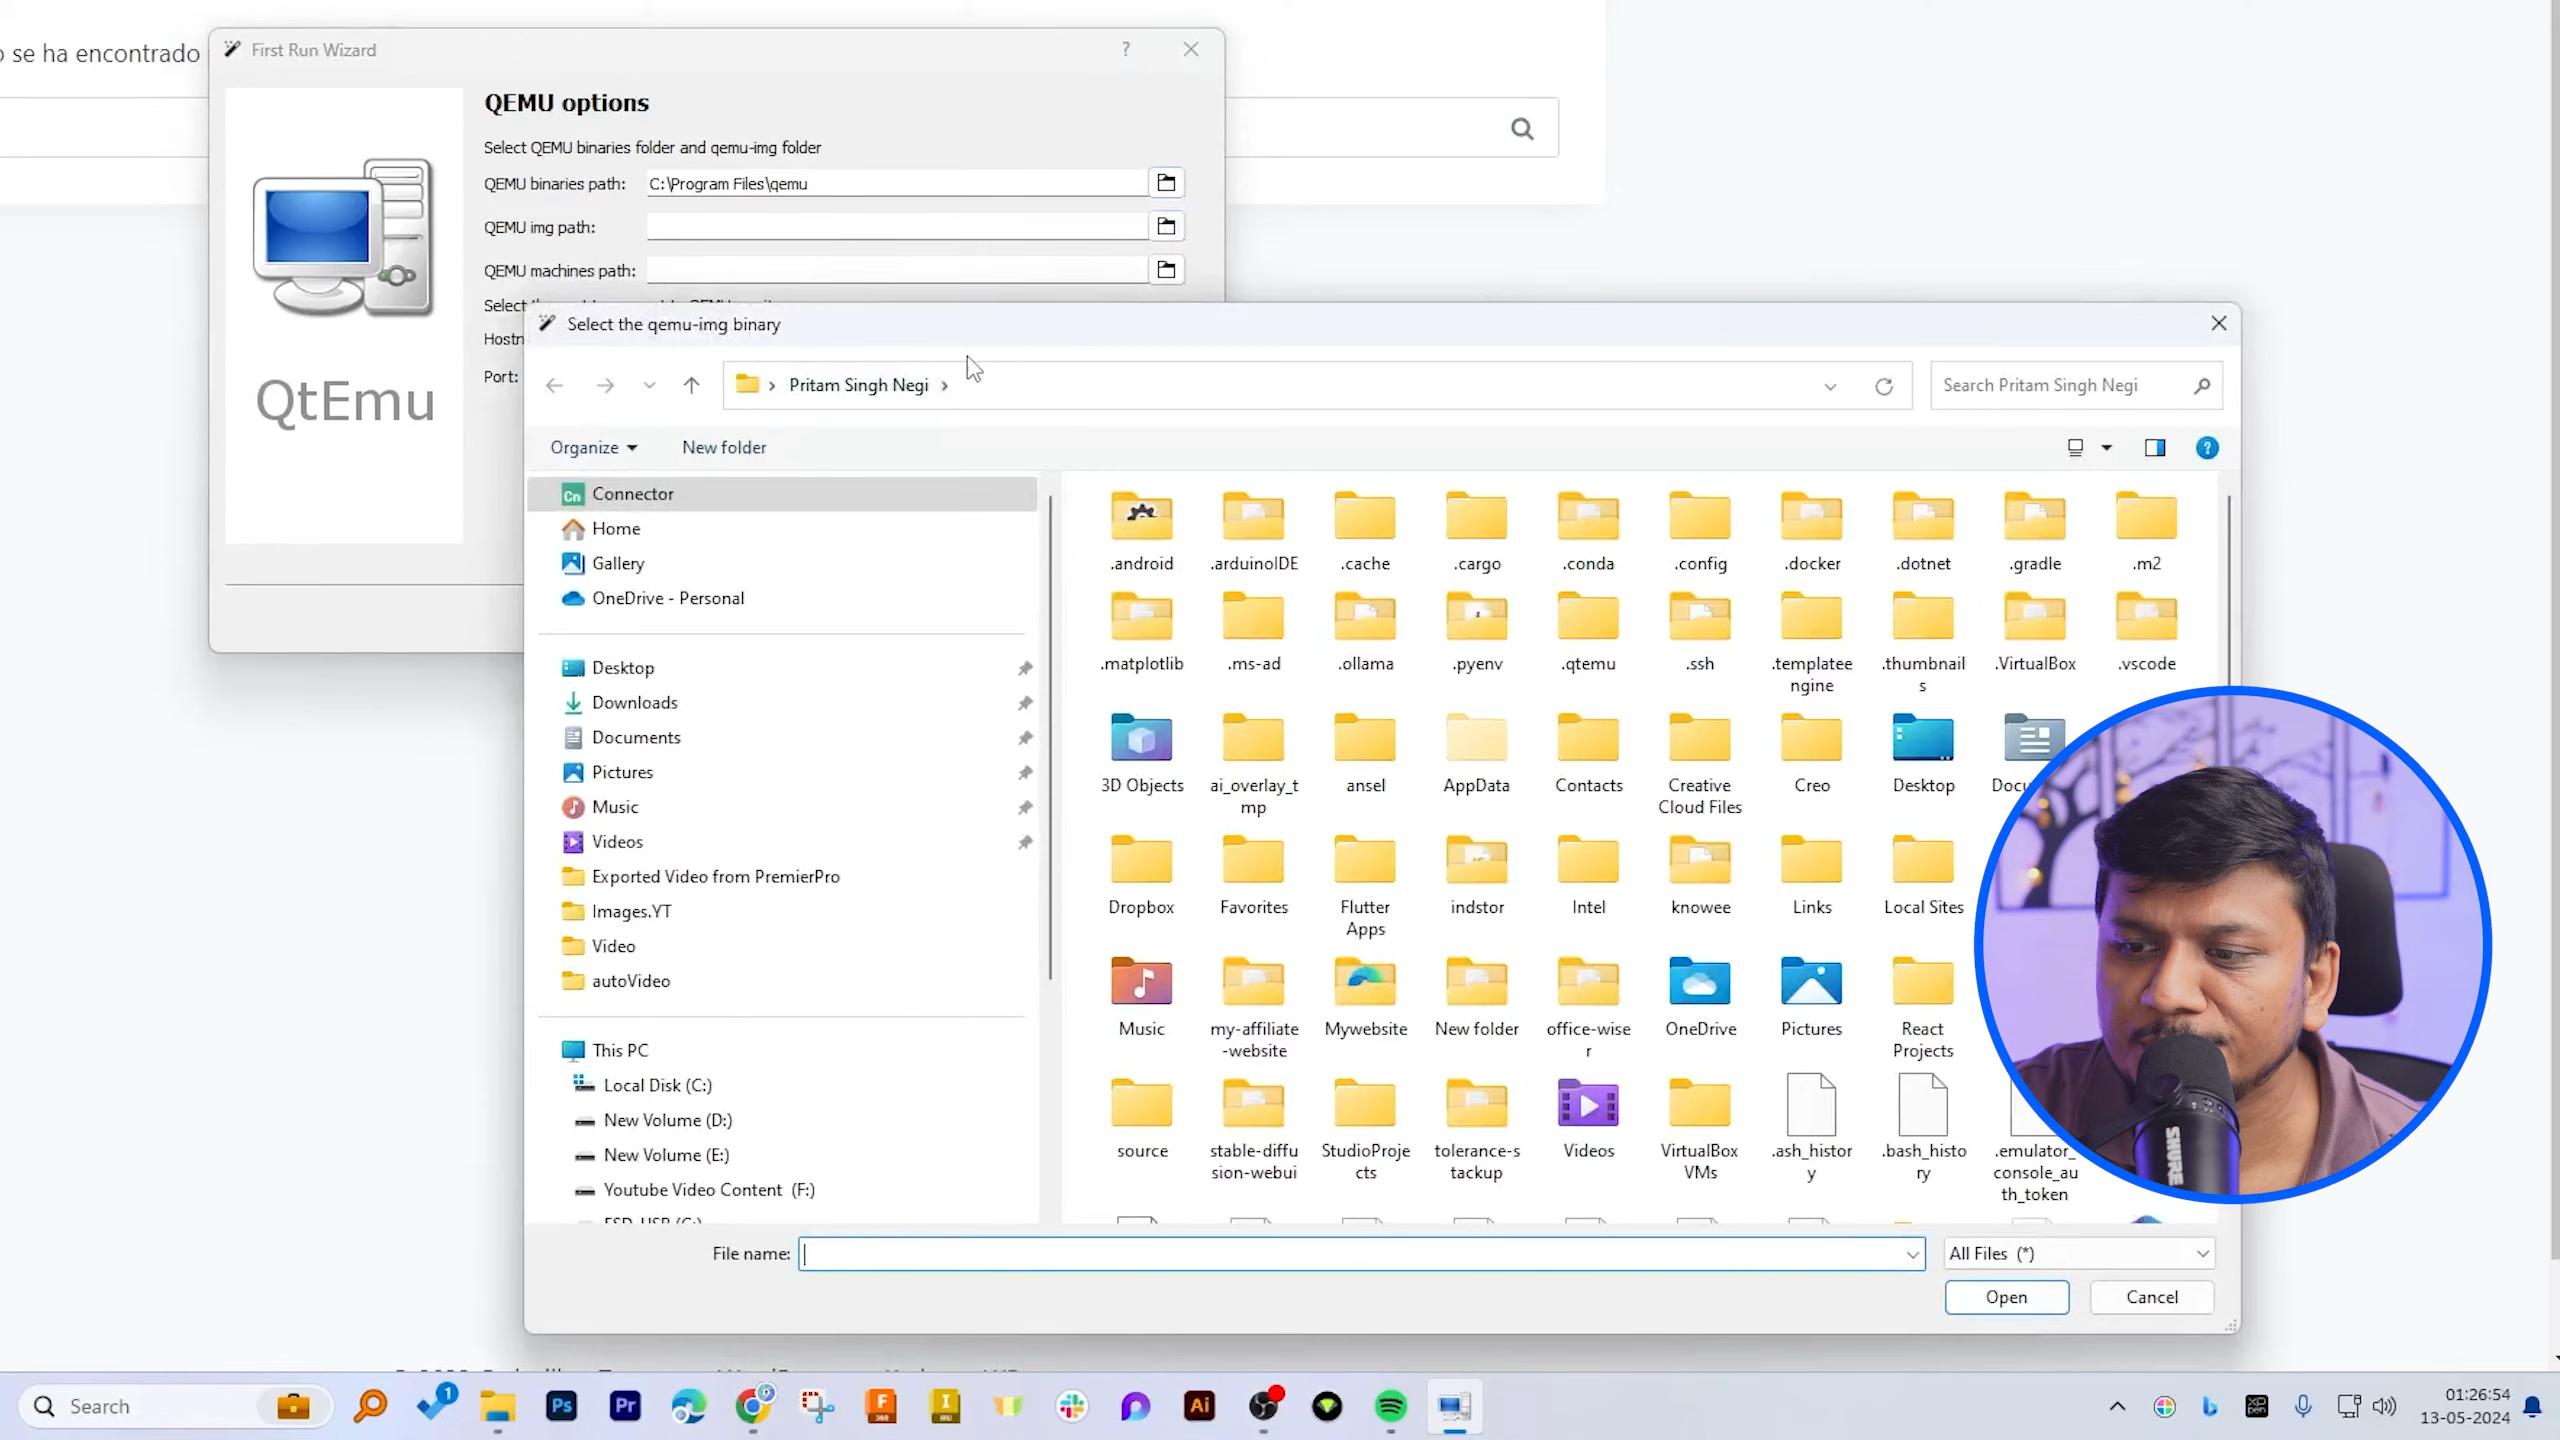 o se ha encontrado
First Run Wizard
?
QEMU options
Select QEMU binaries folder and qemu-img folder
QEMU binaries path: C:\Program Files\qemu
QEMU img path:
QEMU machines path:
QtEmu
Port:
Select the qemu-img binary
Pritam Singh Negi
Search Pritam Singh Negi
Organize
New folder
?
Cn Connector
Home
Gallery
OneDrive - Personal
Desktop
Downloads
Documents
Pictures
Music
Videos
Exported Video from PremierPro
Images.YT
Video
autoVideo
This PC
Local Disk (C:)
New Volume (D:)
New Volume (E:)
Youtube Video Content (F:)
.android .arduinoIDE .cache .cargo .conda .config .docker .dotnet .gradle .m2
.matplotlib .ms-ad .ollama .pyenv .qtemu .ssh .templatee .thumbnail .VirtualBox .vscode
ngine s
3D Objects ai_overlay_t ansel AppData Contacts Creative Creo Desktop Docu
mp Cloud Files
Dropbox Favorites Flutter indstor Intel knowee Links Local Sites
Apps
Music my-affiliate Mywebsite New folder office-wise OneDrive Pictures React
-website r Projects
source stable-diffu StudioProje tolerance-s Videos VirtualBox .ash_histor .bash_histo .emulator_
sion-webui cts tackup VMs y ry console_au
th_token
File name:
All Files (*)
Open
Cancel
SHURE
Search
1
Ps
Pr
F
360
I
Ai
01:26:54
13-05-2024